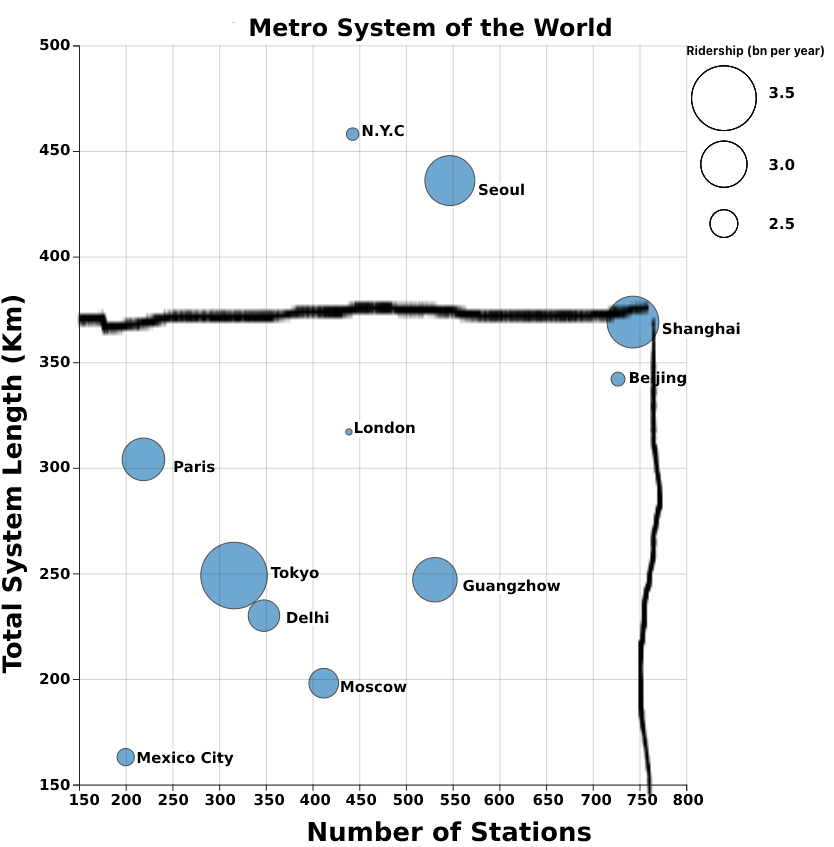 Metro System of the World
Ridership (bn per year)
3.5
3.0
2.5
500
450
400
350
300
250
200
150
Total System Length (Km)
N.Y.C
Seoul
Shanghai
Beijing
London
Paris
Tokyo
Guangzhow
Delhi
Moscow
Mexico City
150 200 250 300 350 400 450 500 550 600 650 700 750 800
Number of Stations